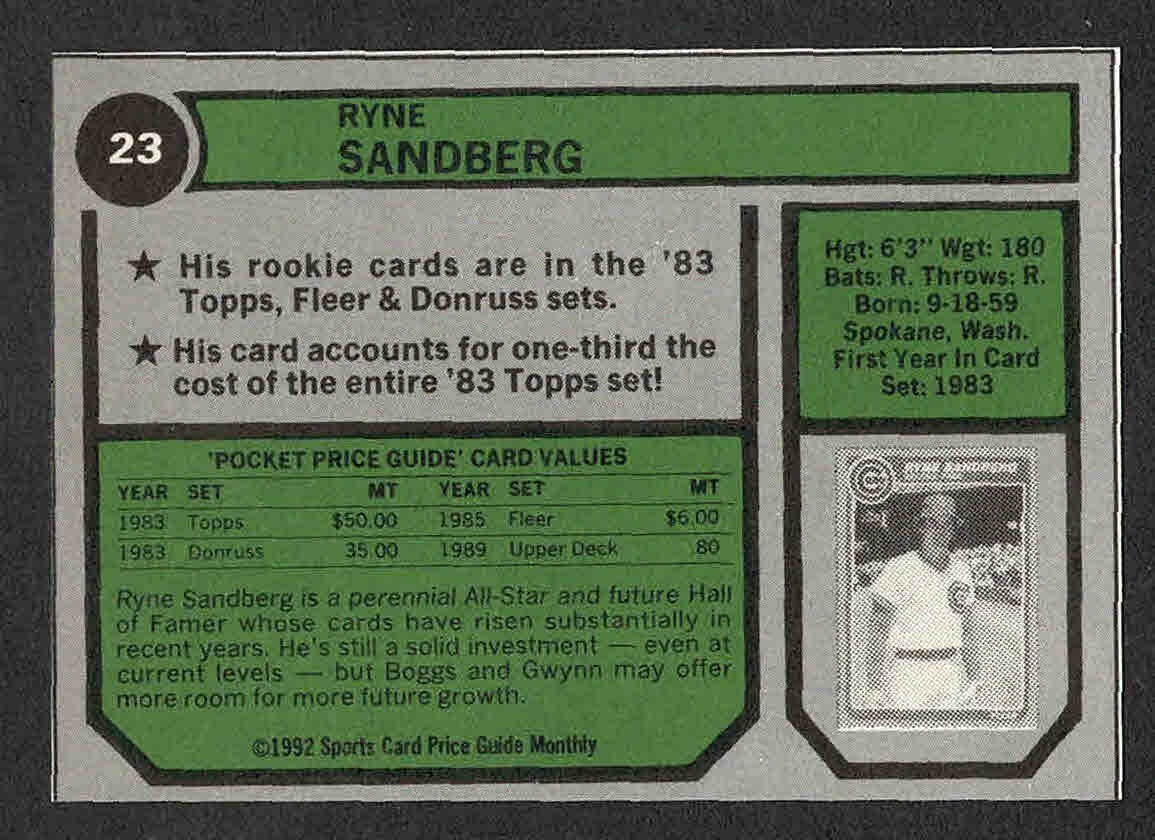 23
RYNE
SANDBERG
★ His rookie cards are in the '83
Topps, Fleer & Donruss sets.
★ His card accounts for one-third the
cost of the entire '83 Topps set!
Hgt: 6'3" Wgt: 180
Bats: R. Throws: R.
Born: 9-18-59
Spokane, Wash.
First Year In Card
Set: 1983
'POCKET PRICE GUIDE' CARD VALUES
YEAR SET MT YEAR SET MT
1983 Topps $50.00 1985 Fleer $6.00
1983 Donruss 35.00 1989 Upper Deck .80
Ryne Sandberg is a perennial All-Star and future Hall
of Famer whose cards have risen substantially in
recent years. He's still a solid investment — even at
current levels — but Boggs and Gwynn may offer
more room for more future growth.
©1992 Sports Card Price Guide Monthly